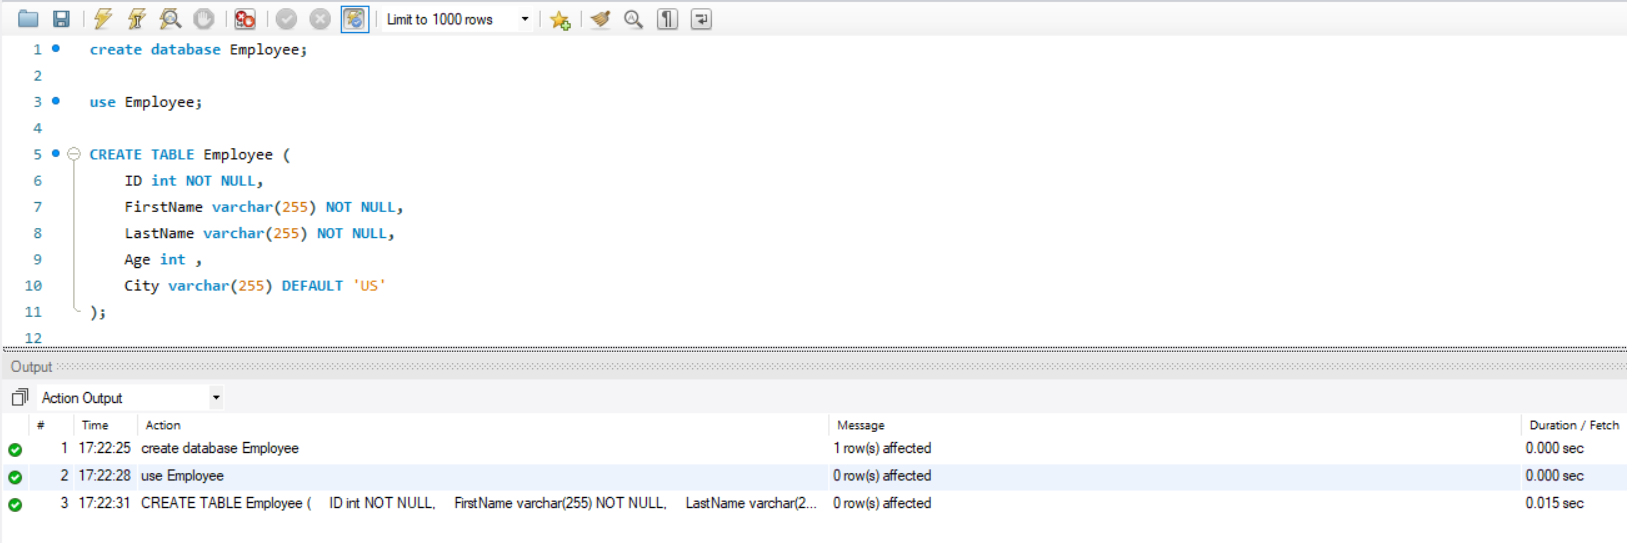 Limit to 1000 rows
1 create database Employee;
2
3 use Employee;
4
5 CREATE TABLE Employee (
6 ID int NOT NULL,
7 FirstName varchar(255) NOT NULL,
8 LastName varchar(255) NOT NULL,
9 Age int ,
10 City varchar(255) DEFAULT 'US'
11 );
12
Output
Action Output
# Time Action Message Duration / Fetch
1 17:22:25 create database Employee 1 row(s) affected 0.000 sec
2 17:22:28 use Employee 0 row(s) affected 0.000 sec
3 17:22:31 CREATE TABLE Employee ( ID int NOT NULL, FirstName varchar(255) NOT NULL, LastName varchar(2... 0 row(s) affected 0.015 sec